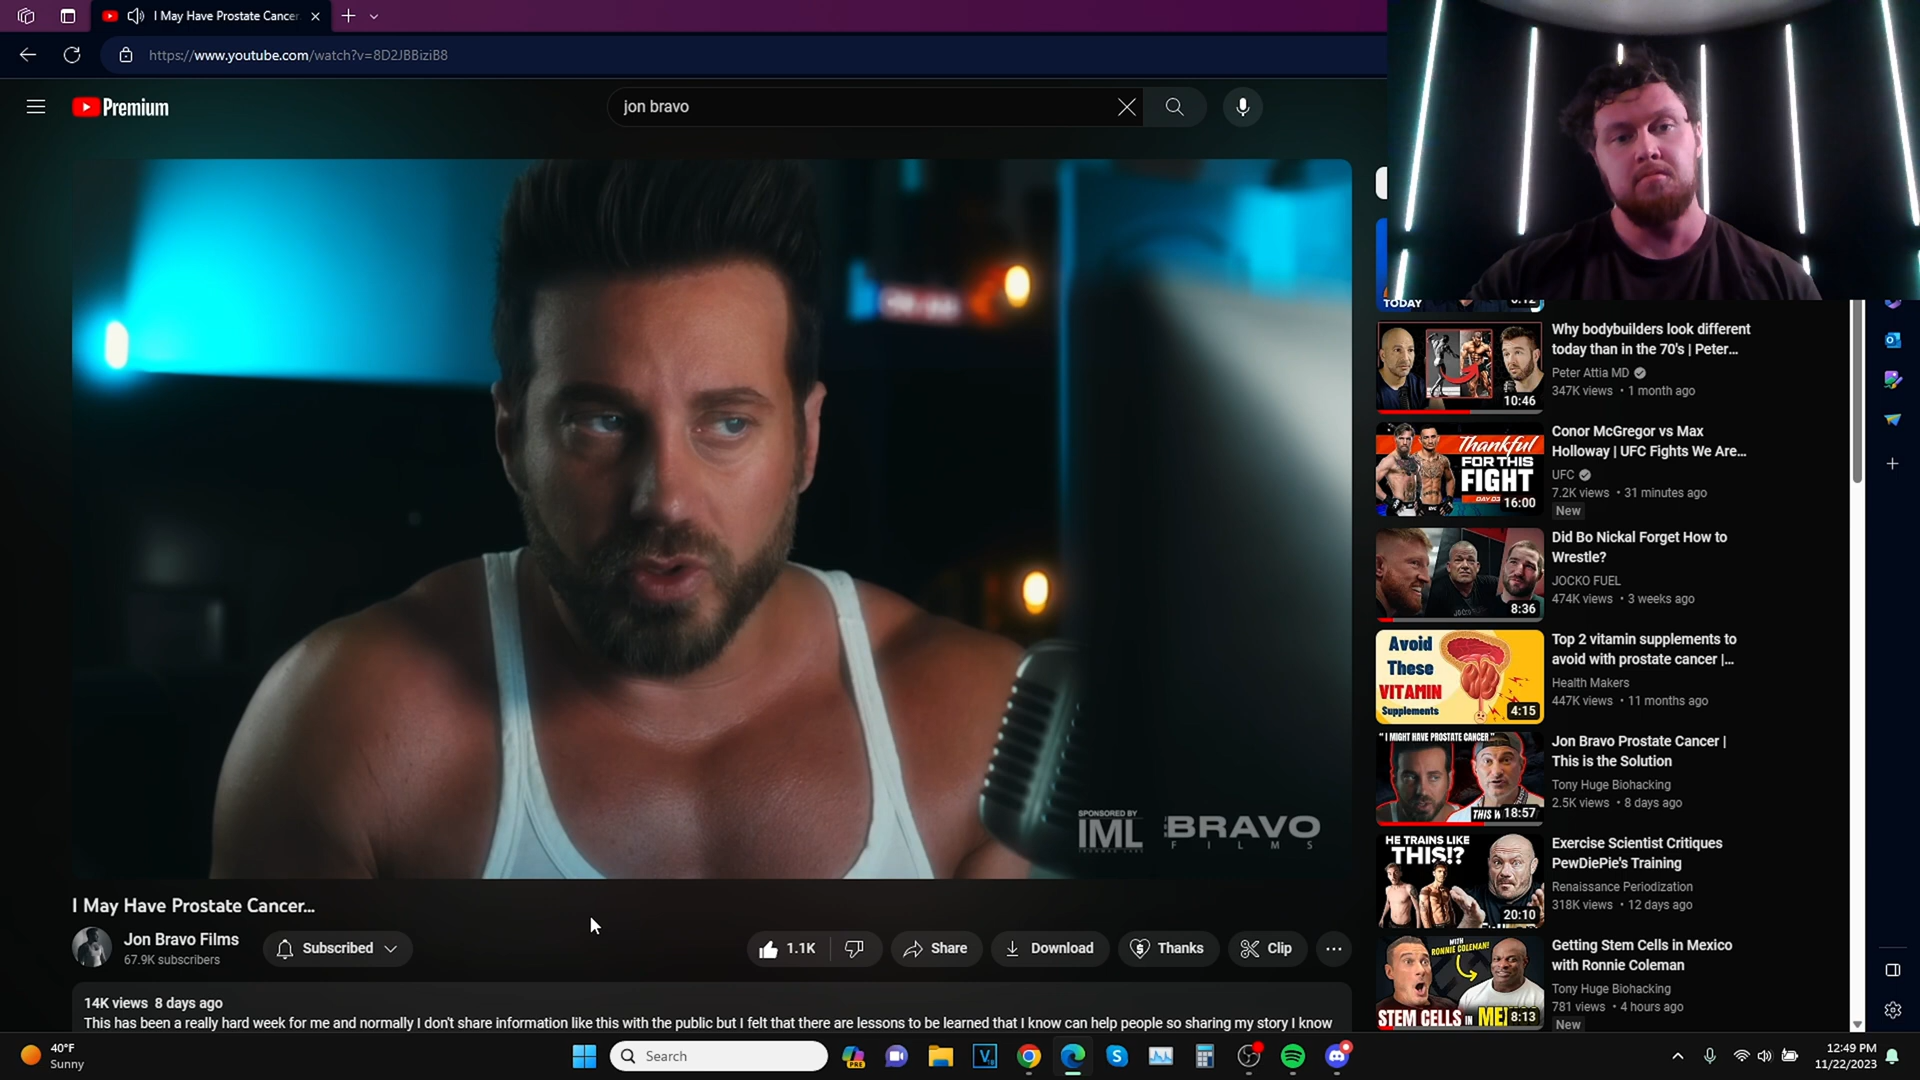 I May Have Prostate Cancer
https://www.youtube.com/watch?v=8D2JBBiziB8
Premium
jon bravo
SPONSORED BY
IML
BRAVO
FILMS
I May Have Prostate Cancer...
Jon Bravo Films
67.9K subscribers
Subscribed
1.1K
Share
Download
Thanks
Clip
14K views 8 days ago
This has been a really hard week for me and normally I don't share information like this with the public but I felt that there are lessons to be learned that I know can help people so sharing my story I know
TODAY
6:12
10:46
Why bodybuilders look different
today than in the 70's | Peter...
Peter Attia MD
347K views • 1 month ago
Thankful
FOR THIS
FIGHT
16:00
Conor McGregor vs Max
Holloway | UFC Fights We Are...
UFC
7.2K views • 31 minutes ago
New
8:36
Did Bo Nickal Forget How to
Wrestle?
JOCKO FUEL
474K views • 3 weeks ago
Avoid
These
VITAMIN
Supplements
4:15
Top 2 vitamin supplements to
avoid with prostate cancer |...
Health Makers
447K views • 11 months ago
"I MIGHT HAVE PROSTATE CANCER"
THIS
18:57
Jon Bravo Prostate Cancer |
This is the Solution
Tony Huge Biohacking
2.5K views • 8 days ago
HE TRAINS LIKE
THIS!?
20:10
Exercise Scientist Critiques
PewDiePie's Training
Renaissance Periodization
318K views • 12 days ago
WITH
RONNIE COLEMAN!
STEM CELLS IN
8:13
Getting Stem Cells in Mexico
with Ronnie Coleman
Tony Huge Biohacking
781 views • 4 hours ago
New
40°F
Sunny
Search
12:49 PM
11/22/2023